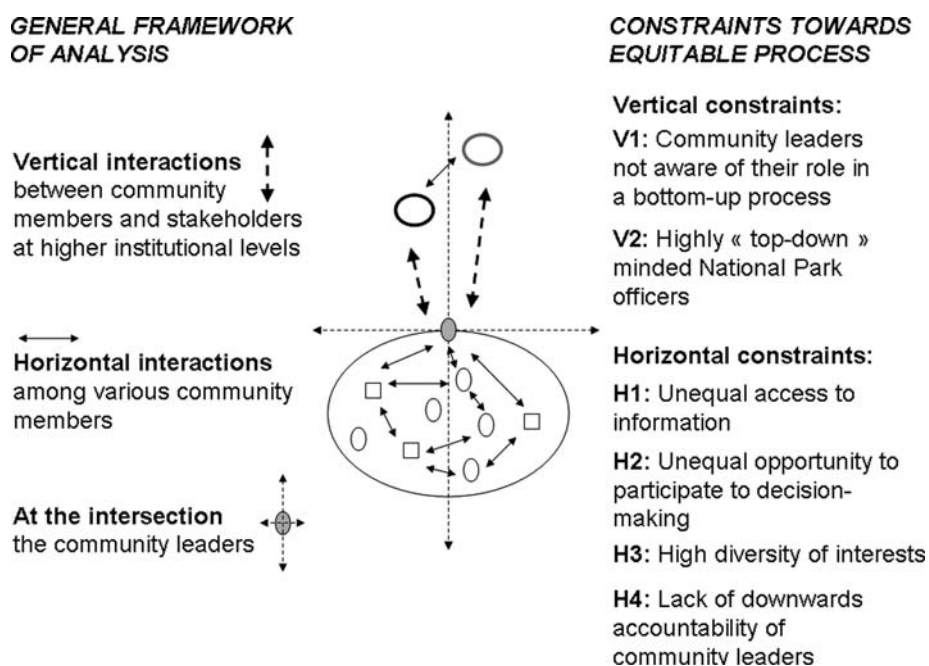 GENERAL FRAMEWORK
OF ANALYSIS
Vertical interactions
between community
members and stakeholders
at higher institutional levels
Horizontal interactions
among various community
members
At the intersection
the community leaders
CONSTRAINTS TOWARDS
EQUITABLE PROCESS
Vertical constraints:
V1: Community leaders
not aware of their role in
a bottom-up process
V2: Highly « top-down »
minded National Park
officers
Horizontal constraints:
H1: Unequal access to
information
H2: Unequal opportunity to
participate to decision-
making
H3: High diversity of interests
H4: Lack of downwards
accountability of
community leaders